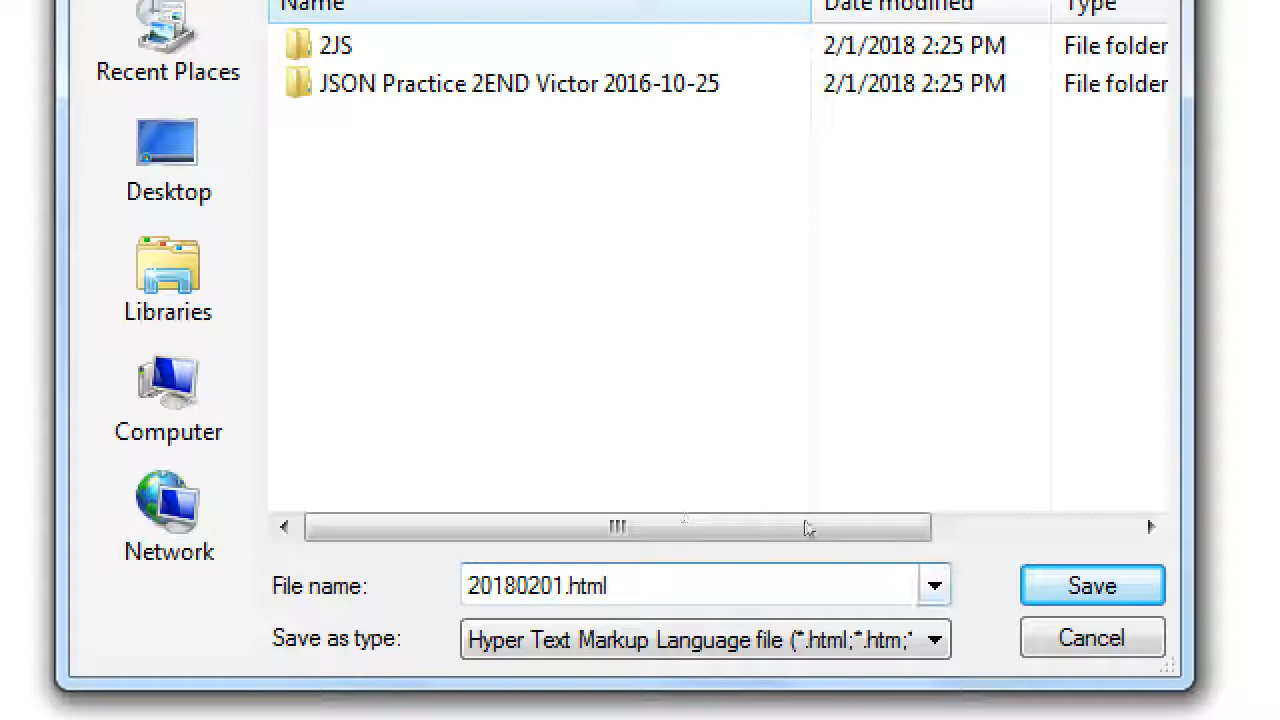 Name Date modified Type
2JS 2/1/2018 2:25 PM File folder
JSON Practice 2END Victor 2016-10-25 2/1/2018 2:25 PM File folder
Recent Places
Desktop
Libraries
Computer
Network
File name: 20180201.html Save
Save as type: Hyper Text Markup Language file (*.html;*.htm;* Cancel